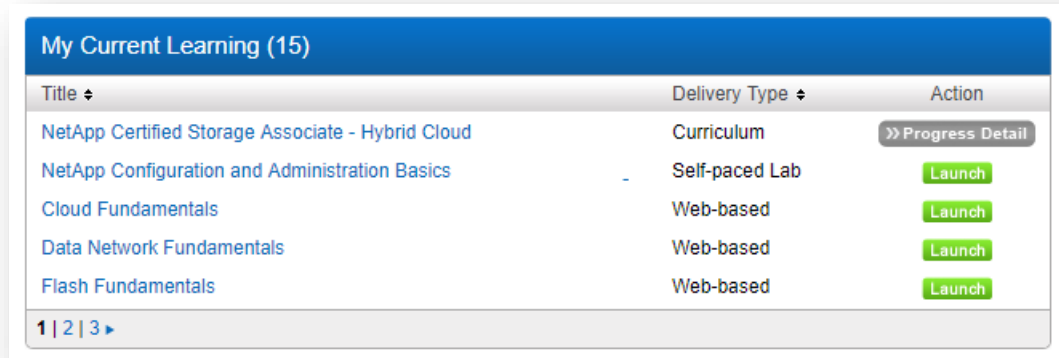 My Current Learning (15)
Title Delivery Type Action
NetApp Certified Storage Associate - Hybrid Cloud Curriculum Progress Detail
NetApp Configuration and Administration Basics - Self-paced Lab Launch
Cloud Fundamentals Web-based Launch
Data Network Fundamentals Web-based Launch
Flash Fundamentals Web-based Launch
1 | 2 | 3